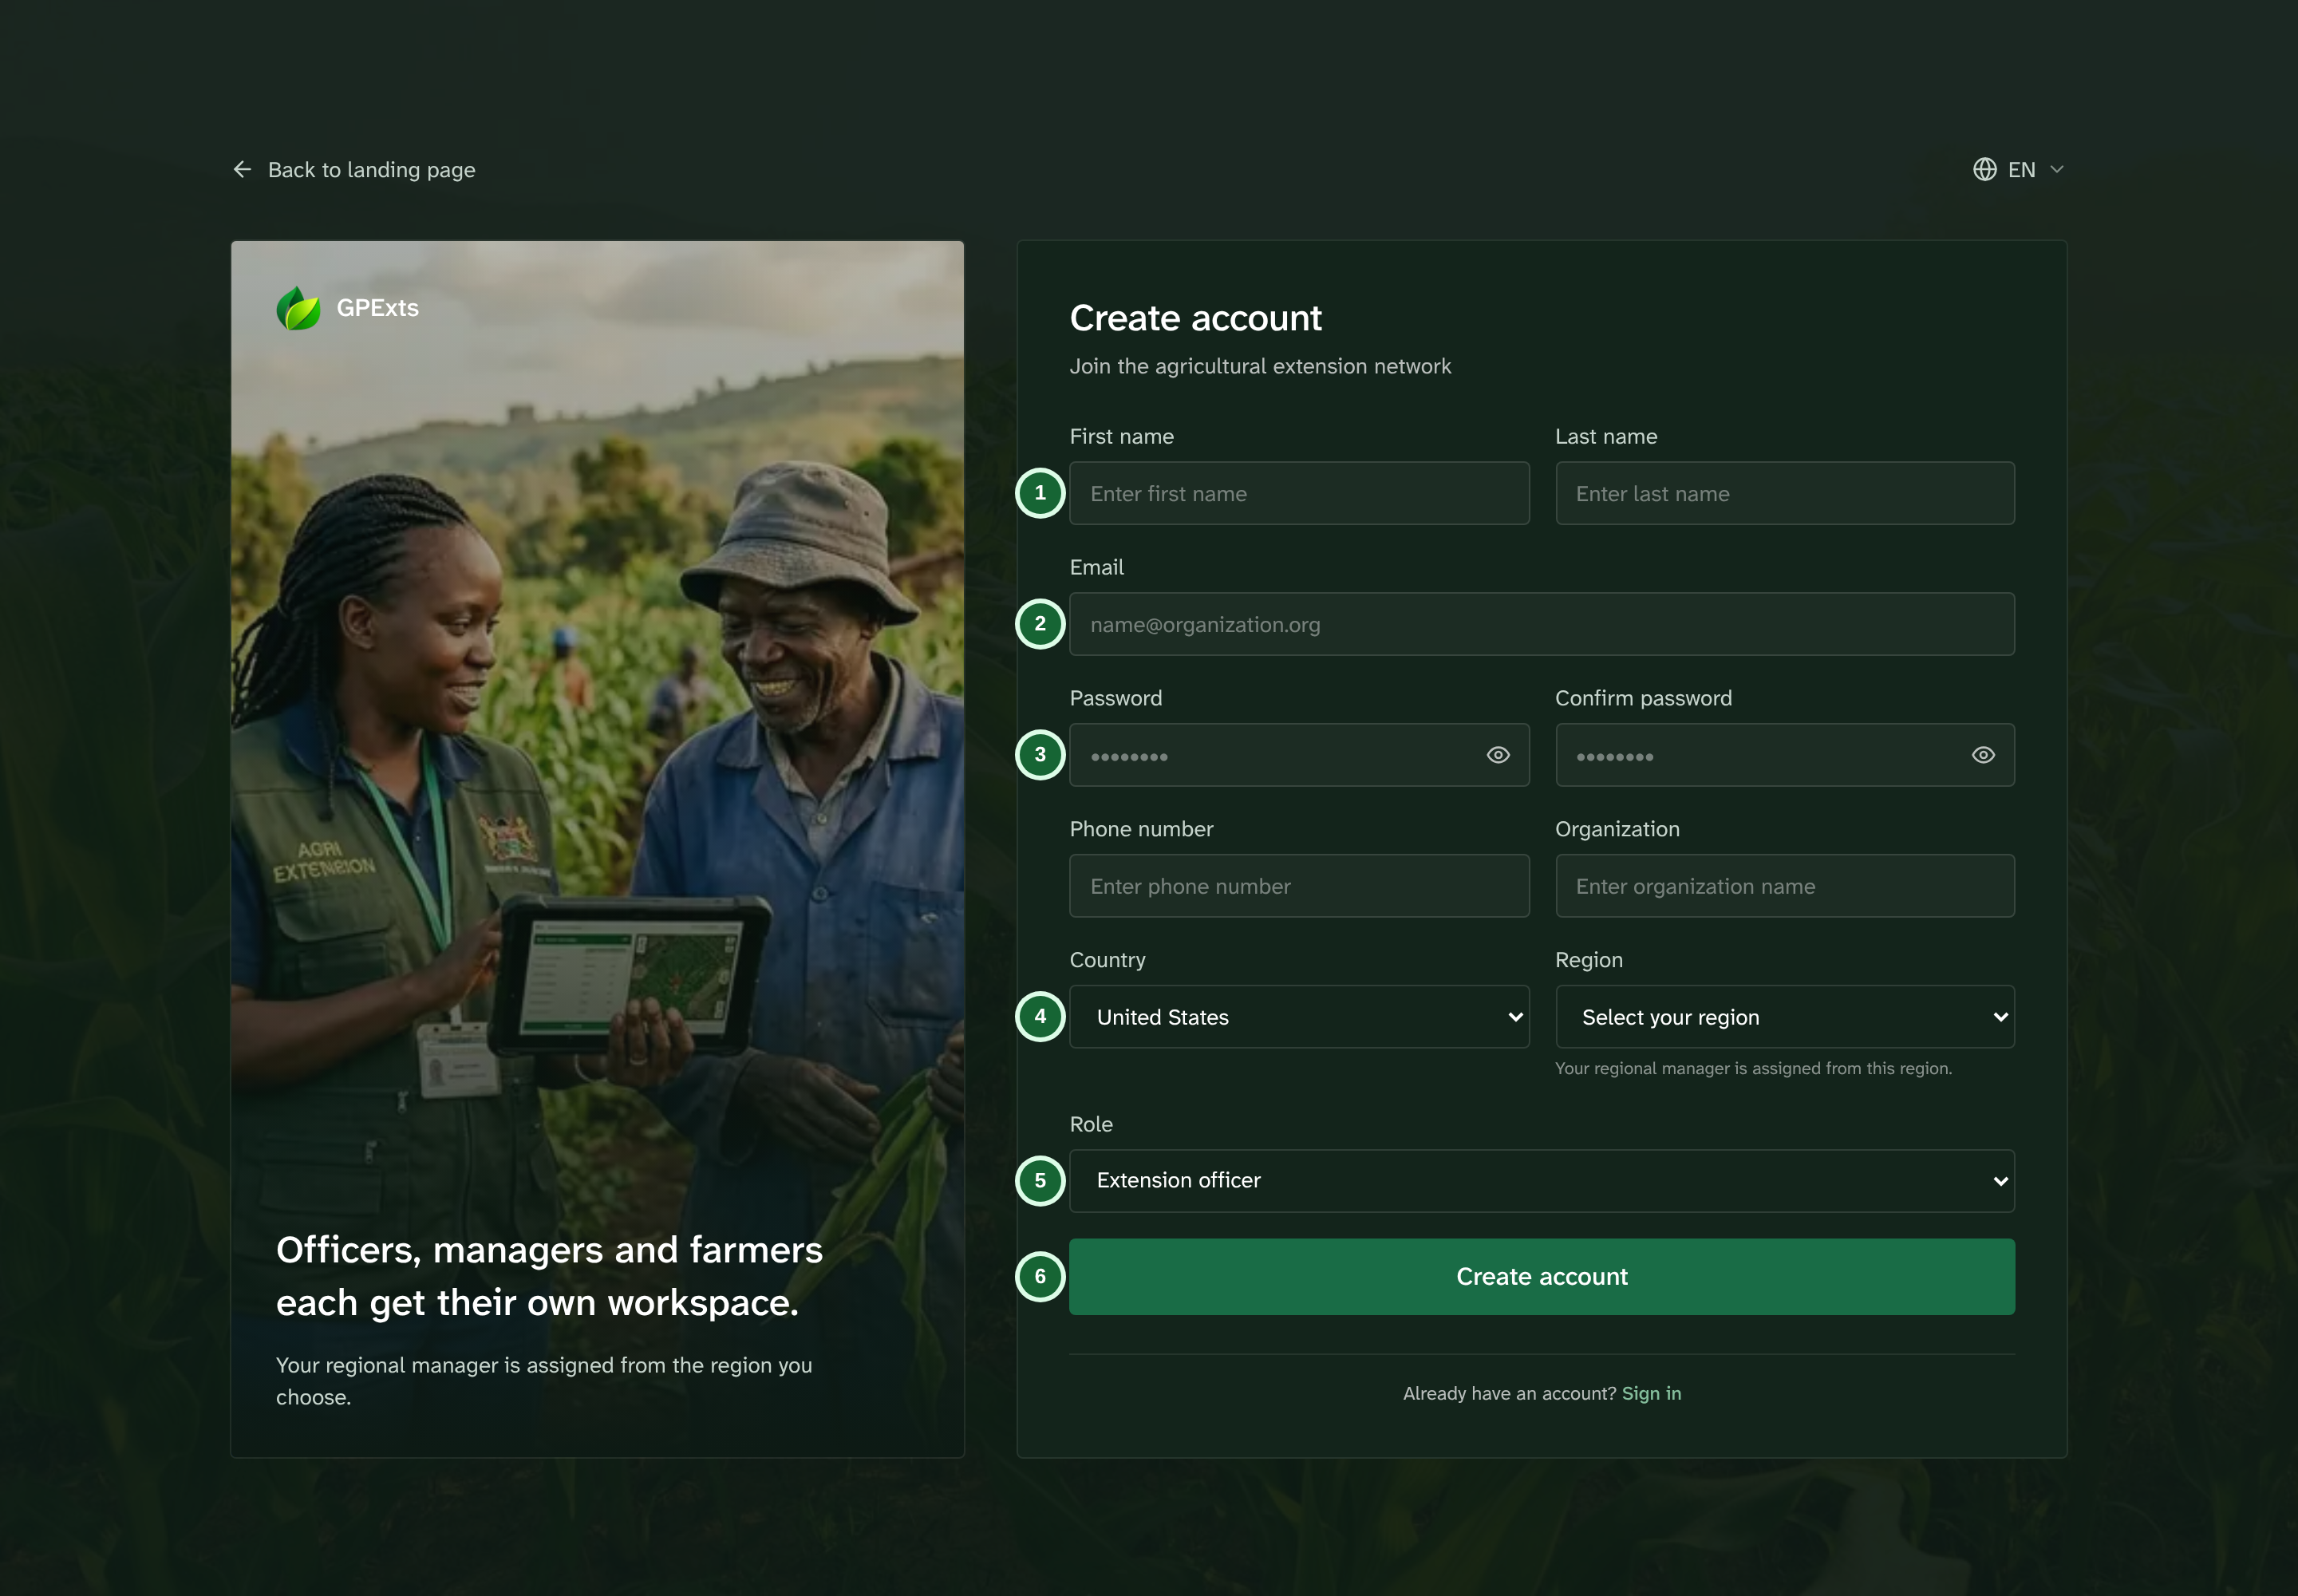 Back to landing page
EN
GPExts
AGRI
EXTENSION
Officers, managers and farmers
each get their own workspace.
Your regional manager is assigned from the region you
choose.
Create account
Join the agricultural extension network
First name
Last name
1
Enter first name
Enter last name
Email
2
name@organization.org
Password
Confirm password
3
••••••••
••••••••
Phone number
Organization
Enter phone number
Enter organization name
Country
Region
4
United States
Select your region
Your regional manager is assigned from this region.
Role
5
Extension officer
6
Create account
Already have an account? Sign in